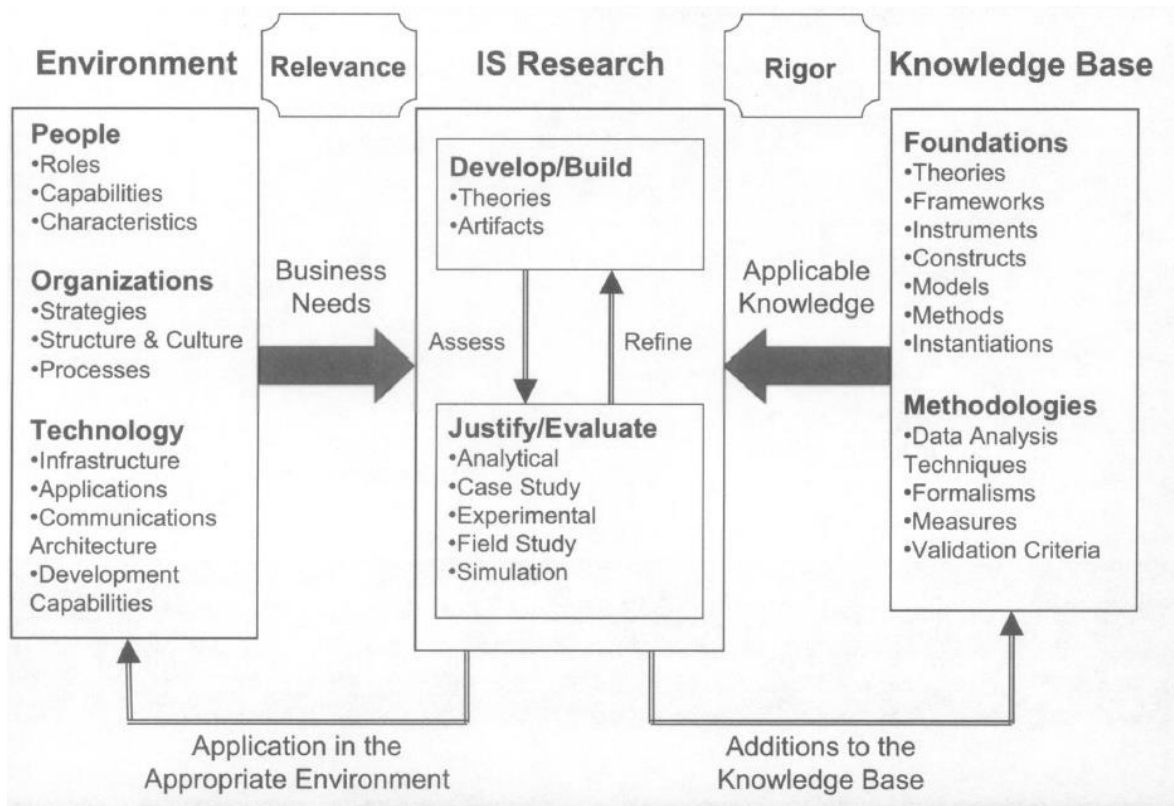 Environment
Relevance
IS Research
Rigor
Knowledge Base
People
•Roles
•Capabilities
•Characteristics
Organizations
•Strategies
•Structure & Culture
•Processes
Technology
•Infrastructure
•Applications
•Communications
Architecture
•Development
Capabilities
Business
Needs
Develop/Build
•Theories
•Artifacts
Assess
Refine
Justify/Evaluate
•Analytical
•Case Study
•Experimental
•Field Study
•Simulation
Applicable
Knowledge
Foundations
•Theories
•Frameworks
•Instruments
•Constructs
•Models
•Methods
•Instantiations
Methodologies
•Data Analysis
Techniques
•Formalisms
•Measures
•Validation Criteria
Application in the
Appropriate Environment
Additions to the
Knowledge Base